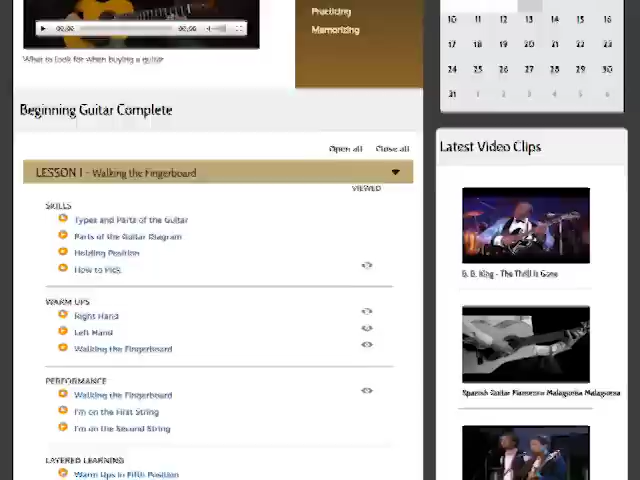 Practicing
Memorizing
00:00
00:00
What to look for when buying a guitar
10 11 12 13 14 15 16
17 18 19 20 21 22 23
24 25 26 27 28 29 30
31 1 2 3 4 5 6
Beginning Guitar Complete
Open all Close all
LESSON I - Walking the Fingerboard
VIEWED
SKILLS
Types and Parts of the Guitar
Parts of the Guitar Diagram
Holding Position
How to Pick
WARM UPS
Right Hand
Left Hand
Walking the Fingerboard
PERFORMANCE
Walking the Fingerboard
I'm on the First String
I'm on the Second String
LAYERED LEARNING
Warm Ups in Fifth Position
Latest Video Clips
B. B. King - The Thrill Is Gone
Spanish Guitar Flamenco Malaguena Malaguena